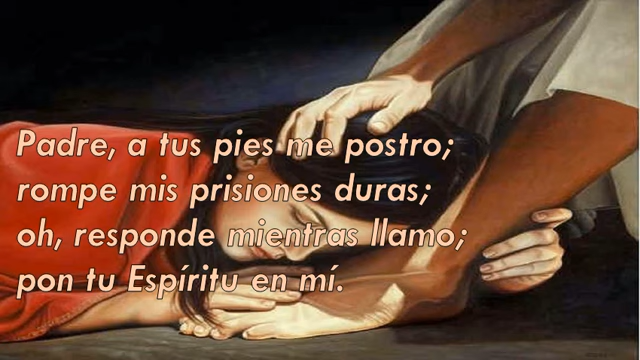 Padre, a tus pies me postro;
rompe mis prisiones duras;
oh, responde mientras llamo;
pon tu Espíritu en mí.